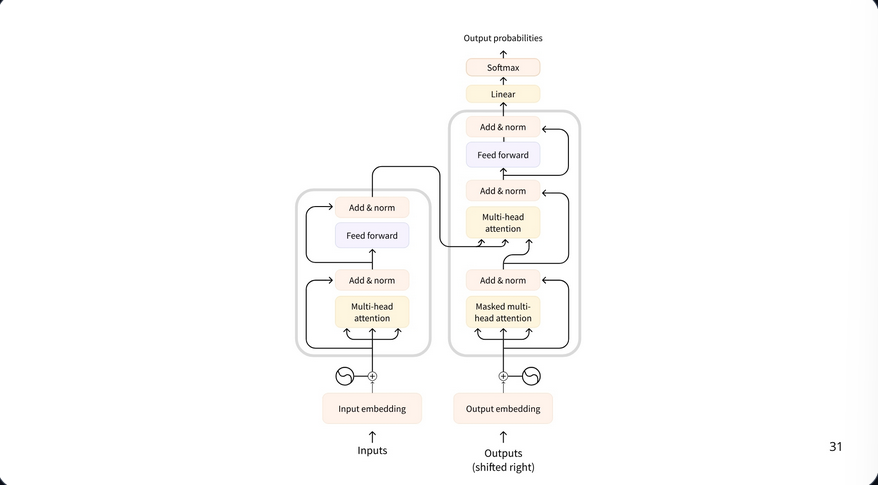 Output probabilities
Softmax
Linear
Add & norm
Feed forward
Add & norm
Multi-head
attention
Add & norm
Masked multi-
head attention
Add & norm
Feed forward
Add & norm
Multi-head
attention
Input embedding
Output embedding
Inputs
Outputs
(shifted right)
31